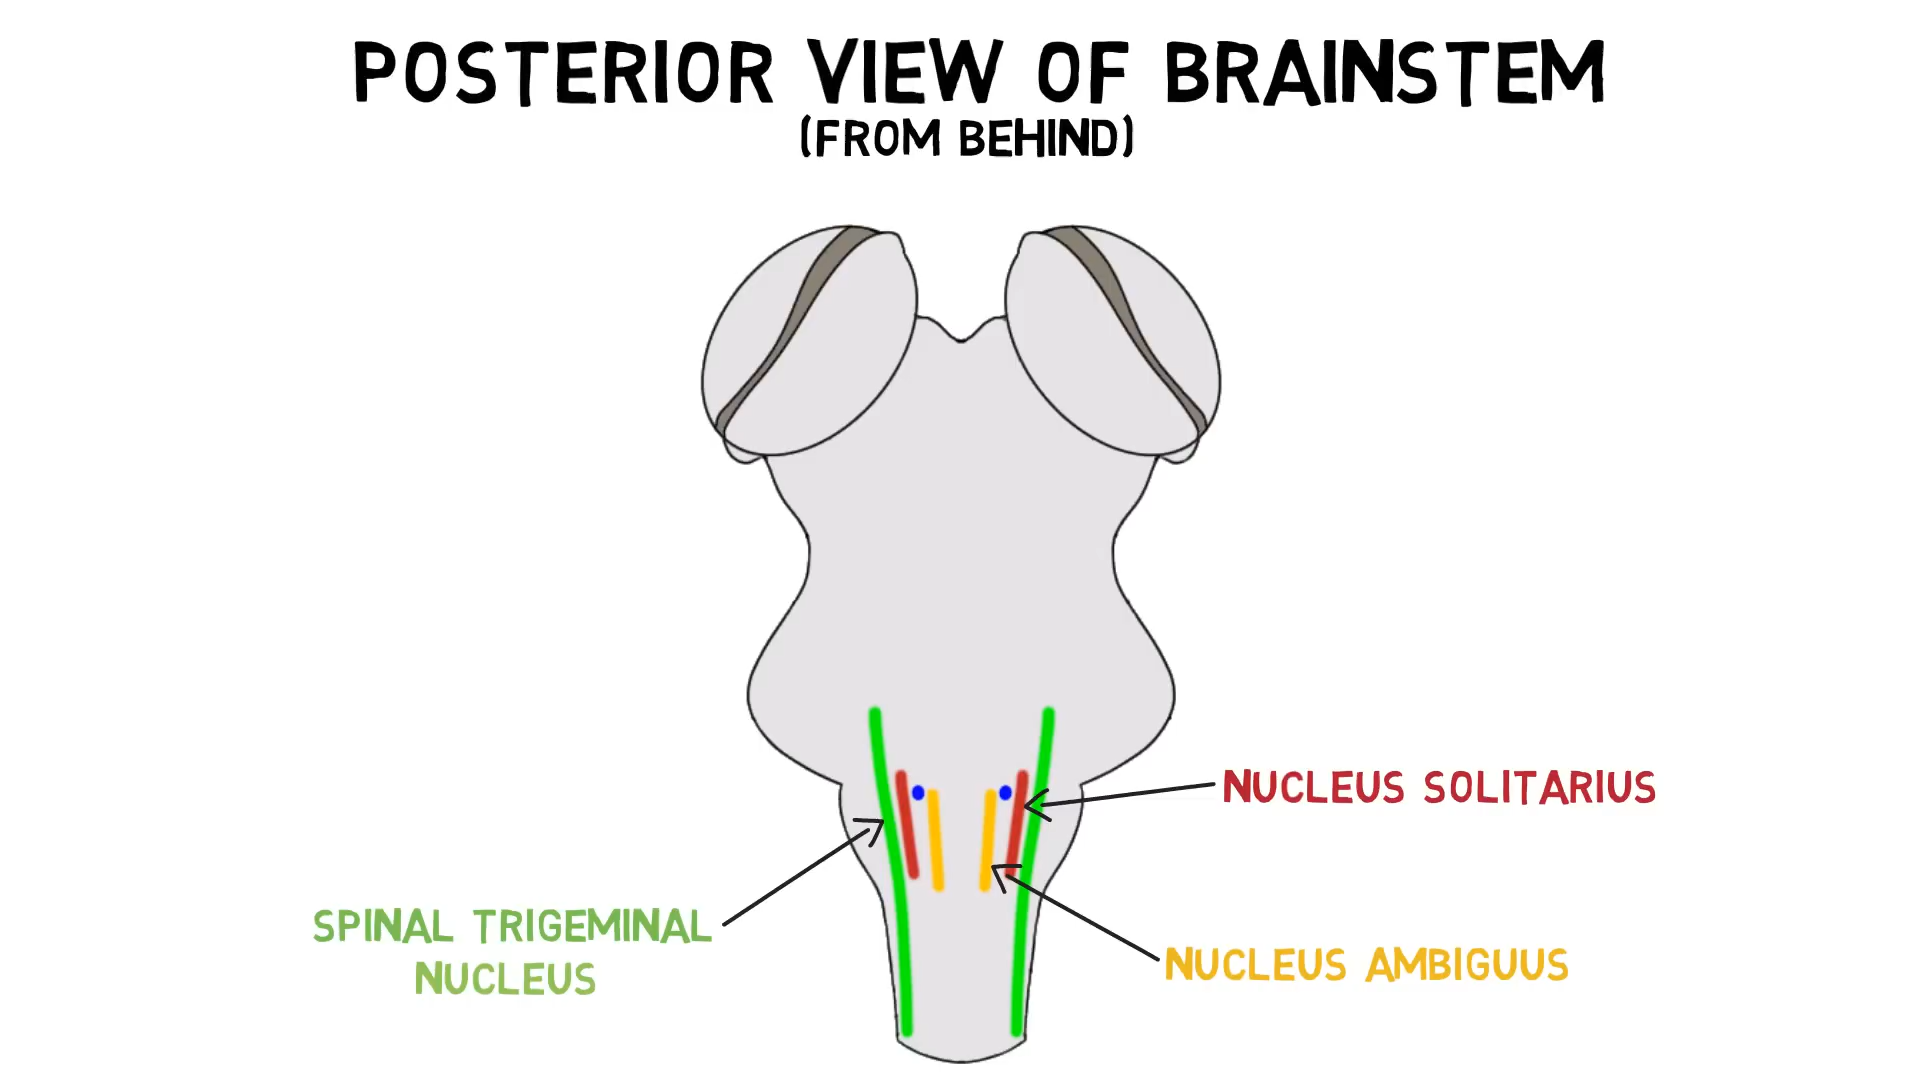 POSTERIOR VIEW OF BRAINSTEM
(FROM BEHIND)
NUCLEUS SOLITARIUS
SPINAL TRIGEMINAL
NUCLEUS
NUCLEUS AMBIGUUS